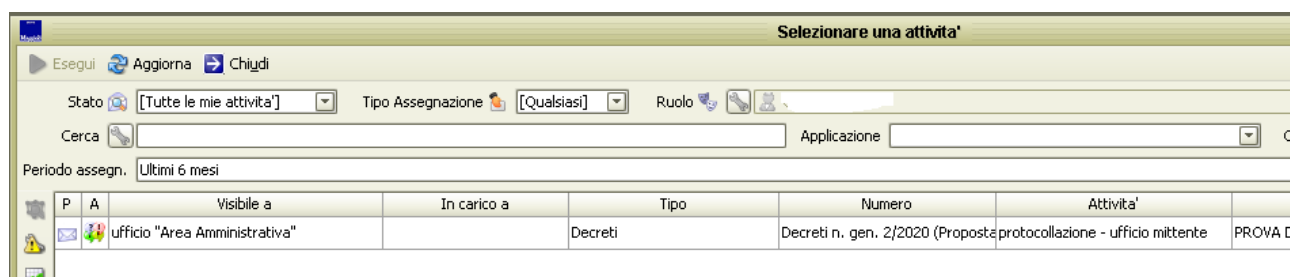 Selezionare una attivita'
Maggioli
Esegui Aggiorna Chiudi
Stato [Tutte le mie attivita'] Tipo Assegnazione [Qualsiasi] Ruolo
Cerca Applicazione
Periodo assegn. Ultimi 6 mesi
P A Visibile a In carico a Tipo Numero Attivita'
ufficio "Area Amministrativa" Decreti Decreti n. gen. 2/2020 (Proposta protocollazione - ufficio mittente PROVA D